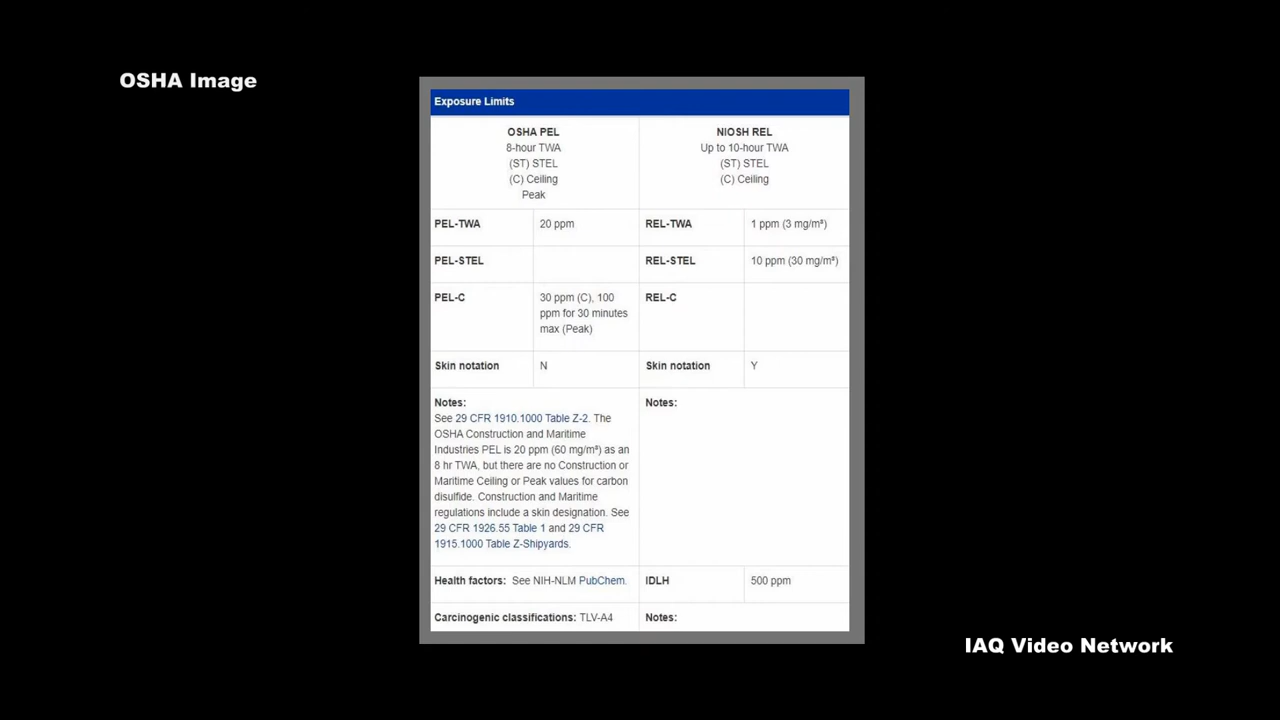 OSHA Image
Exposure Limits
OSHA PEL
8-hour TWA
(ST) STEL
(C) Ceiling
Peak
NIOSH REL
Up to 10-hour TWA
(ST) STEL
(C) Ceiling
PEL-TWA 20 ppm REL-TWA 1 ppm (3 mg/m³)
PEL-STEL REL-STEL 10 ppm (30 mg/m³)
PEL-C 30 ppm (C), 100 REL-C
ppm for 30 minutes
max (Peak)
Skin notation N Skin notation Y
Notes:
See 29 CFR 1910.1000 Table Z-2. The
OSHA Construction and Maritime
Industries PEL is 20 ppm (60 mg/m³) as an
8 hr TWA, but there are no Construction or
Maritime Ceiling or Peak values for carbon
disulfide. Construction and Maritime
regulations include a skin designation. See
29 CFR 1926.55 Table 1 and 29 CFR
1915.1000 Table Z-Shipyards.
Notes:
Health factors: See NIH-NLM PubChem. IDLH 500 ppm
Carcinogenic classifications: TLV-A4 Notes:
IAQ Video Network